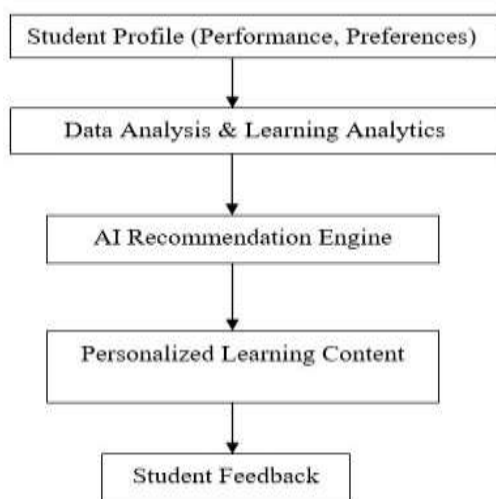 Student Profile (Performance, Preferences)
Data Analysis & Learning Analytics
AI Recommendation Engine
Personalized Learning Content
Student Feedback